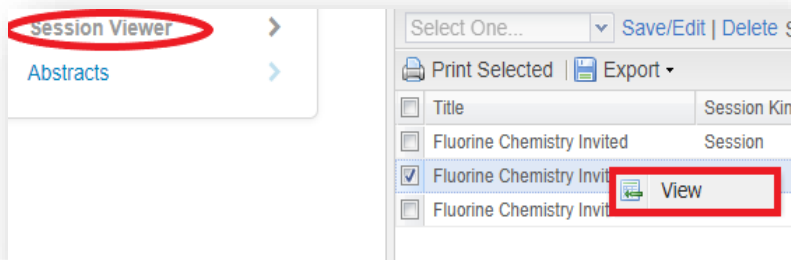 Session Viewer
Abstracts
Select One... Save/Edit | Delete
Print Selected | Export
Title Session Kin
Fluorine Chemistry Invited Session
Fluorine Chemistry Invit View
Fluorine Chemistry Invit